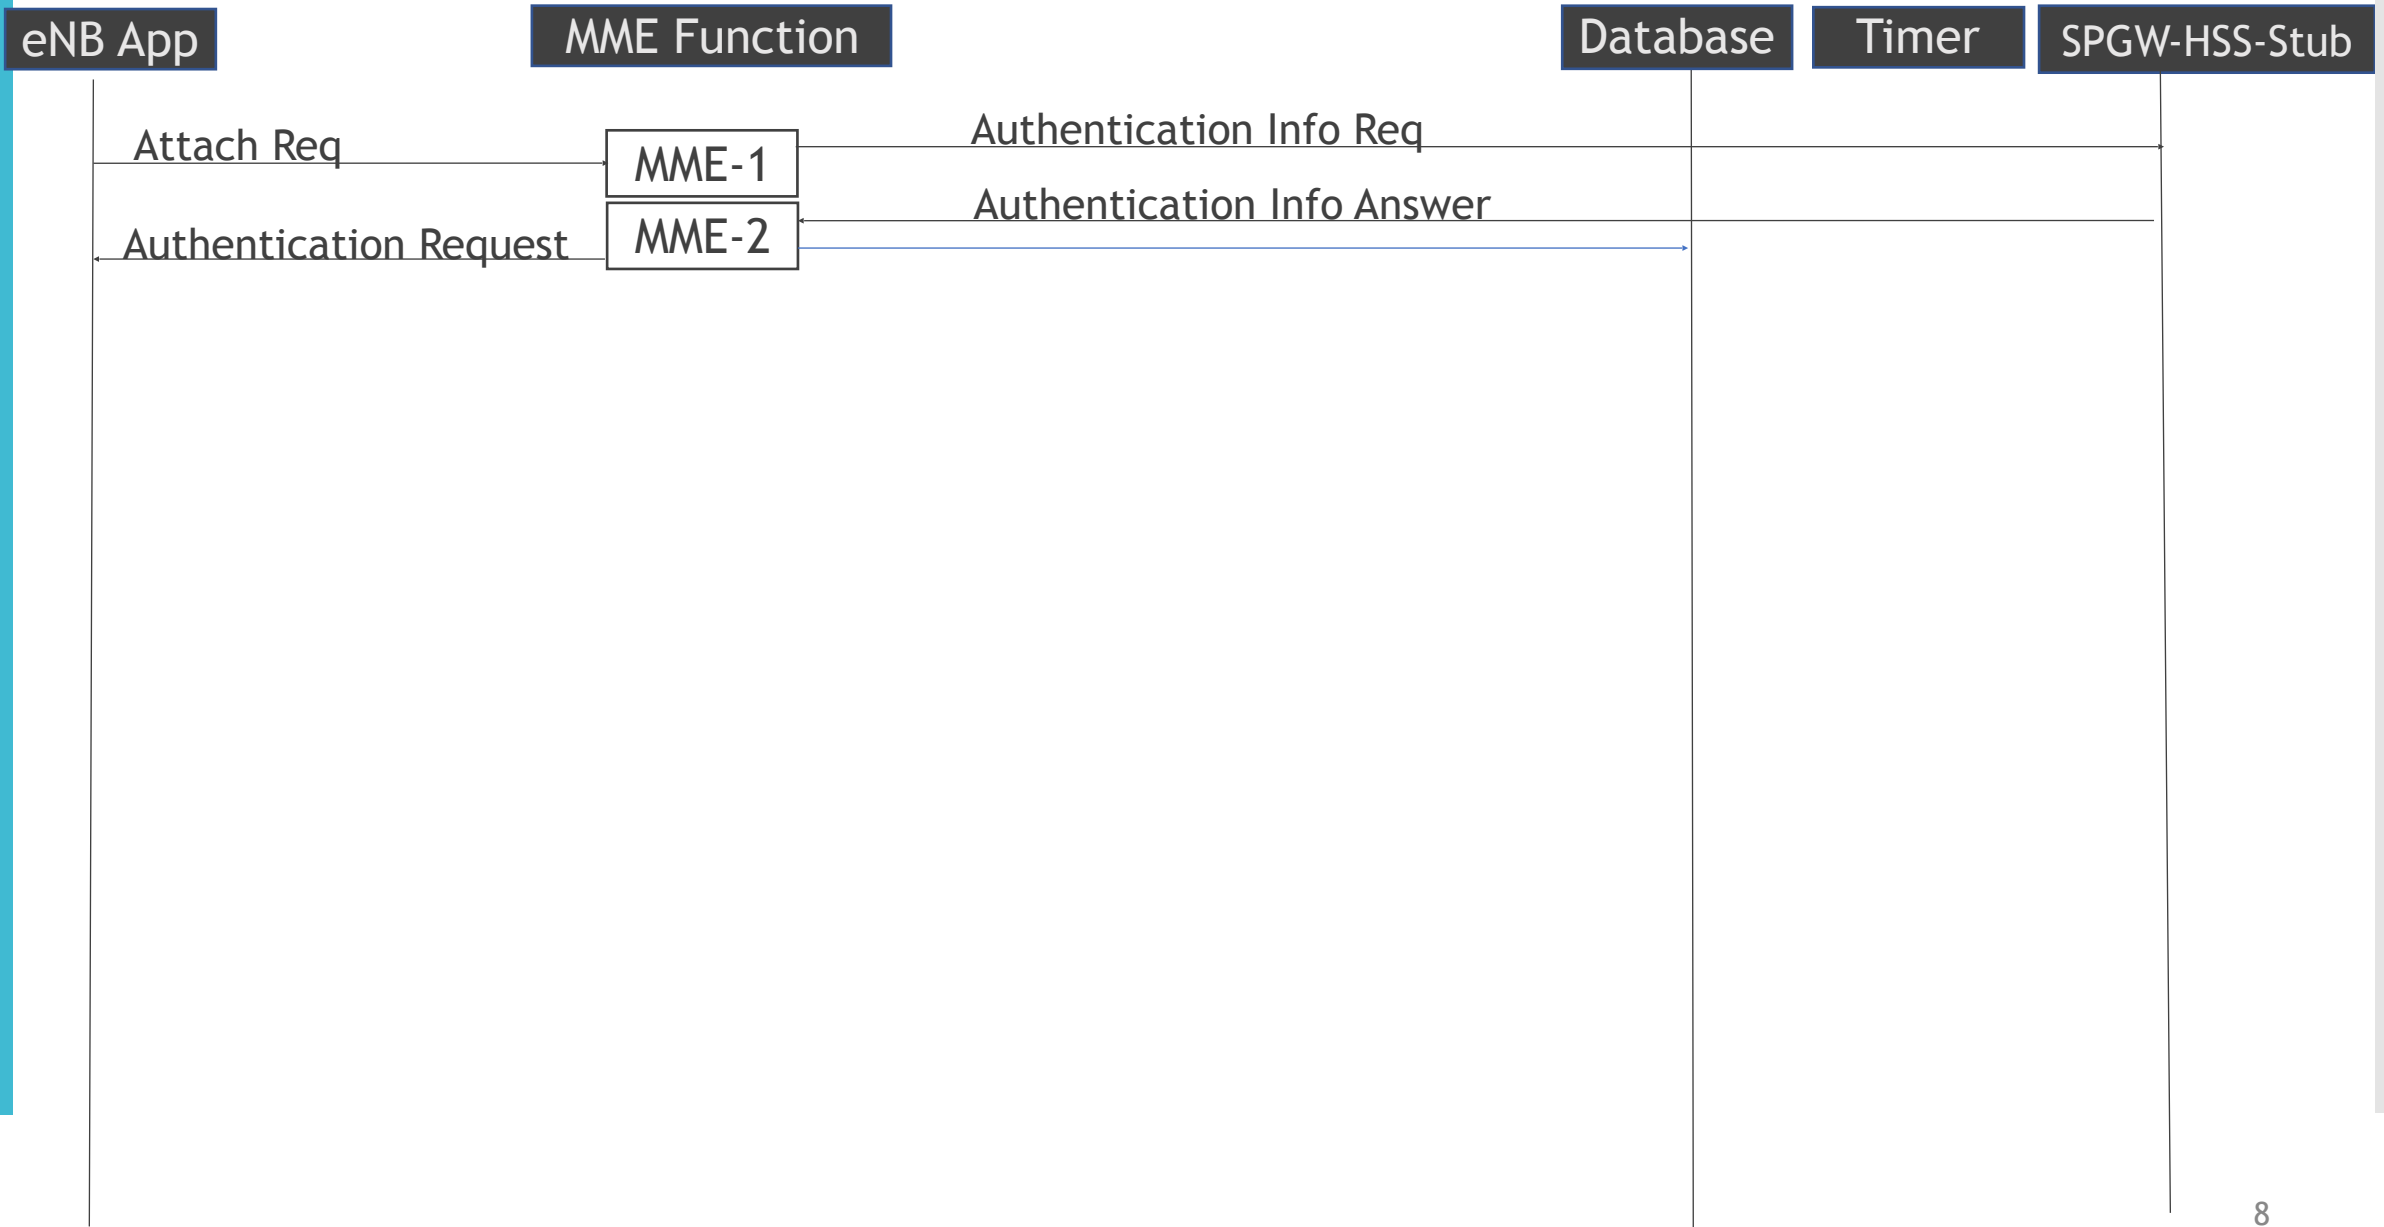 eNB App
MME Function
Database
Timer
SPGW-HSS-Stub
Attach Req
MME-1
Authentication Info Req
Authentication Info Answer
MME-2
Authentication Request
8